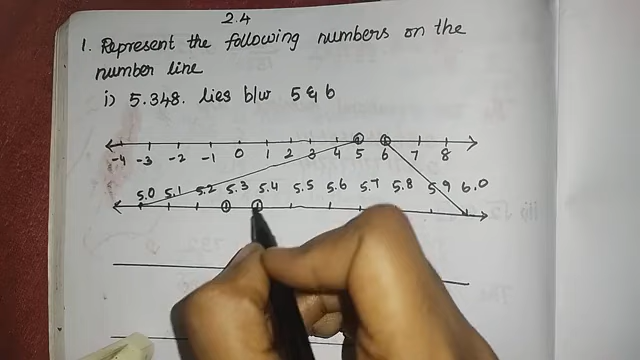 2.4
1. Represent the following numbers on the
number line
i) 5.348. lies b/w 5 & 6
-4 -3 -2 -1 0 1 2 3 4 5 6 7 8
5.0 5.1 5.2 5.3 5.4 5.5 5.6 5.7 5.8 5.9 6.0